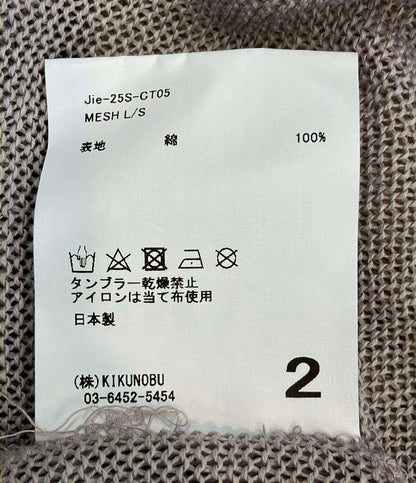 Jie-25S-CT05
MESH L/S
表地 綿 100%
タンブラー乾燥禁止
アイロンは当て布使用
日本製
(株)KIKUNOBU
03-6452-5454
2